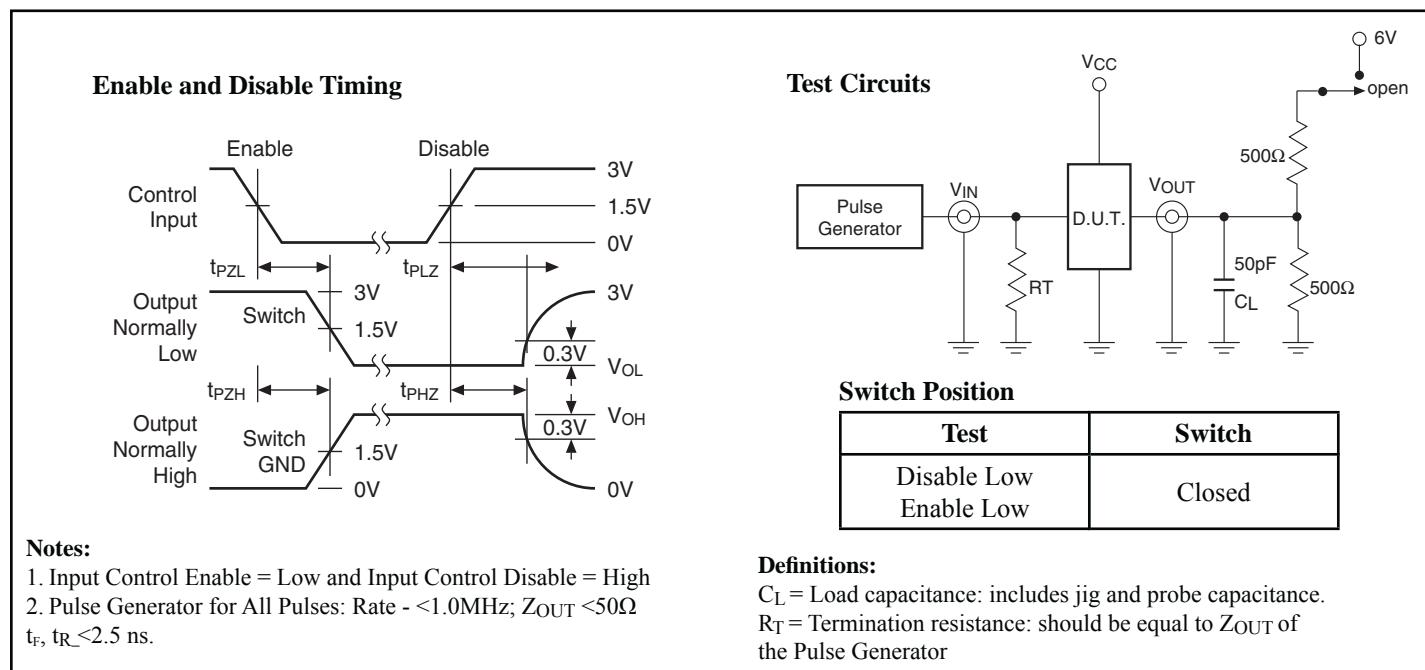 Enable and Disable Timing
Enable
Disable
Control
Input
3V
1.5V
0V
tPZL
tPLZ
Output
Normally
Low
Switch
3V
1.5V
3V
0.3V
VOL
tPZH
tPHZ
Output
Normally
High
Switch
GND
1.5V
0V
VOH
0.3V
0V
Notes:
1. Input Control Enable = Low and Input Control Disable = High
2. Pulse Generator for All Pulses: Rate - <1.0MHz; ZOUT <50Ω
tF, tR_<2.5 ns.
Test Circuits
6V
open
VCC
500Ω
Pulse
Generator
VIN
D.U.T.
VOUT
RT
50pF
CL
500Ω
Switch Position
Test Switch
Disable Low
Enable Low
Closed
Definitions:
CL = Load capacitance: includes jig and probe capacitance.
RT = Termination resistance: should be equal to ZOUT of
the Pulse Generator